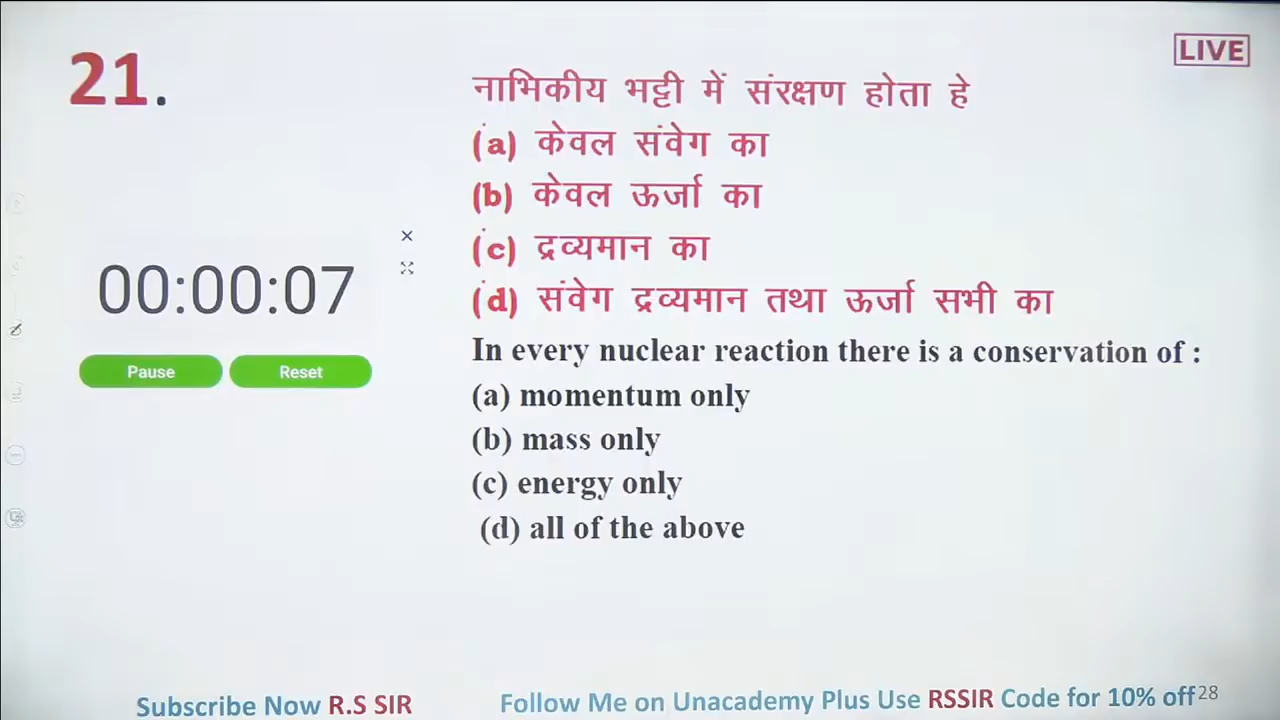 21.
LIVE
नाभिकीय भट्टी में संरक्षण होता हे
(a) केवल संवेग का
(b) केवल ऊर्जा का
(c) द्रव्यमान का
(d) संवेग द्रव्यमान तथा ऊर्जा सभी का
00:00:07
Pause
Reset
In every nuclear reaction there is a conservation of :
(a) momentum only
(b) mass only
(c) energy only
(d) all of the above
Subscribe Now R.S SIR
Follow Me on Unacademy Plus Use RSSIR Code for 10% off
28